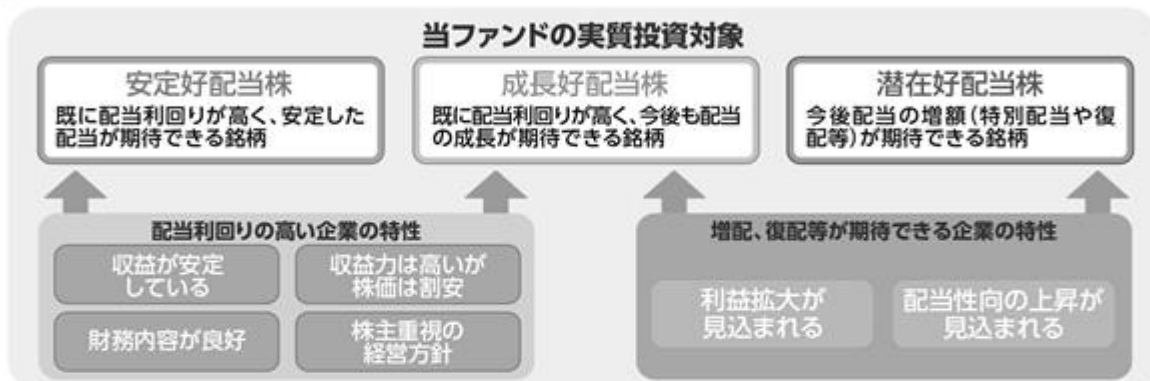 当ファンドの実質投資対象
安定好配当株
既に配当利回りが高く、安定した
配当が期待できる銘柄
成長好配当株
既に配当利回りが高く、今後も配当
の成長が期待できる銘柄
潜在好配当株
今後配当の増額(特別配当や復
配等)が期待できる銘柄
配当利回りの高い企業の特性
収益が安定
している
収益力は高いが
株価は割安
財務内容が良好
株主重視の
経営方針
増配、復配等が期待できる企業の特性
利益拡大が
見込まれる
配当性向の上昇が
見込まれる